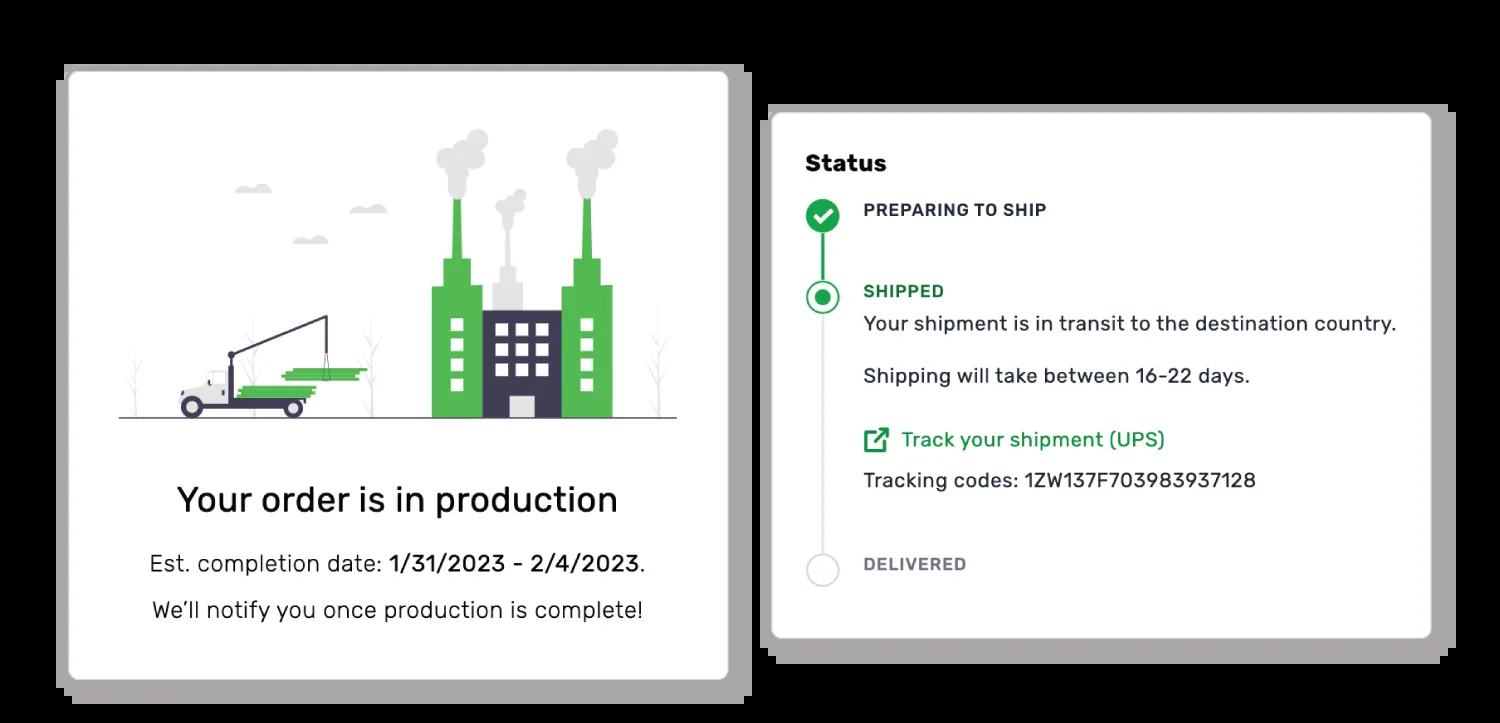 Your order is in production
Est. completion date: 1/31/2023 - 2/4/2023.
We'll notify you once production is complete!
Status
PREPARING TO SHIP
SHIPPED
Your shipment is in transit to the destination country.
Shipping will take between 16-22 days.
Track your shipment (UPS)
Tracking codes: 1ZW137F703983937128
DELIVERED